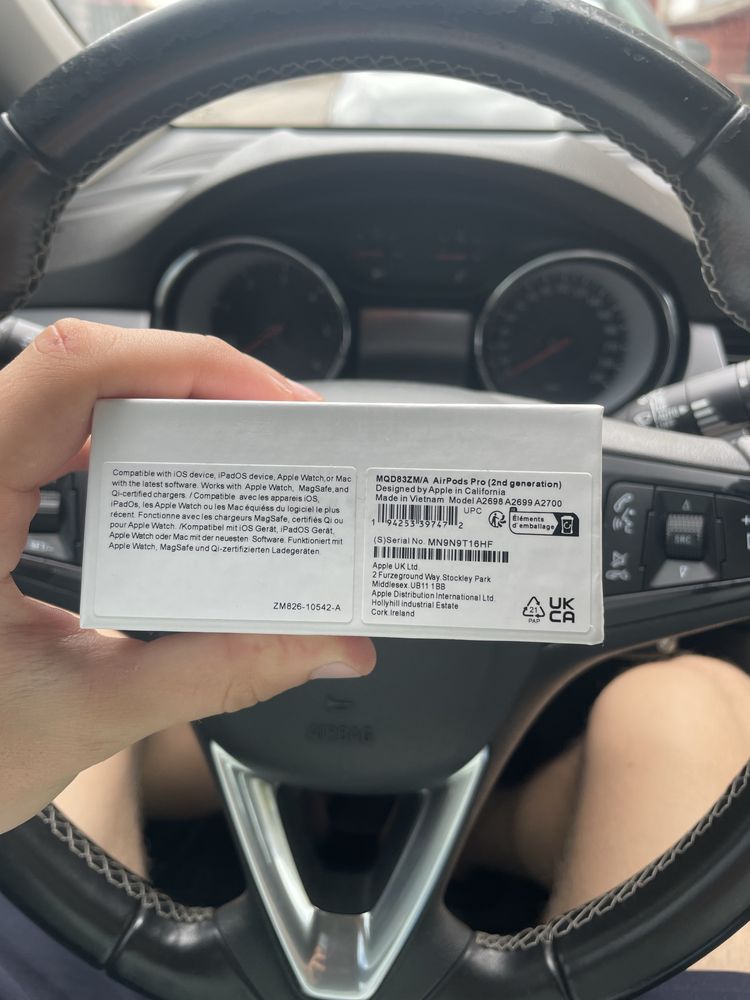 Compatible with iOS device, iPadOS device, Apple Watch,or Mac
with the latest software. Works with Apple Watch, MagSafe,and
Qi-certified chargers. / Compatible avec les appareils iOS,
iPadOs, les Apple Watch ou les Mac équiésu du logiciel le plus
récent. Fonctionne avec les chargeurs MagSafe, certifiés Qi ou
pour Apple Watch. /Kompatibel mit iOS Gerät, iPadOS Gerät,
Apple Watch oder Mac mit der neuesten Software. Funktioniert mit
Apple Watch, MagSafe und Qi-zertifizierten Ladegeräten.
ZM826-10542-A
MQD83ZM/A AirPods Pro (2nd generation)
Designed by Apple in California
Made in Vietnam Model A2698 A2699 A2700
UPC
1 94253 39747 2
Éléments
d'emballage
(S)Serial No. MN9N9T16HF
Apple UK Ltd.
2 Furzeground Way.Stockley Park
Middlesex.UB11 1BB
Apple Distribution International Ltd.
Hollyhill industrial Estate
Cork.Ireland
21
PAP
UK
CA
SRC
AIRBAG